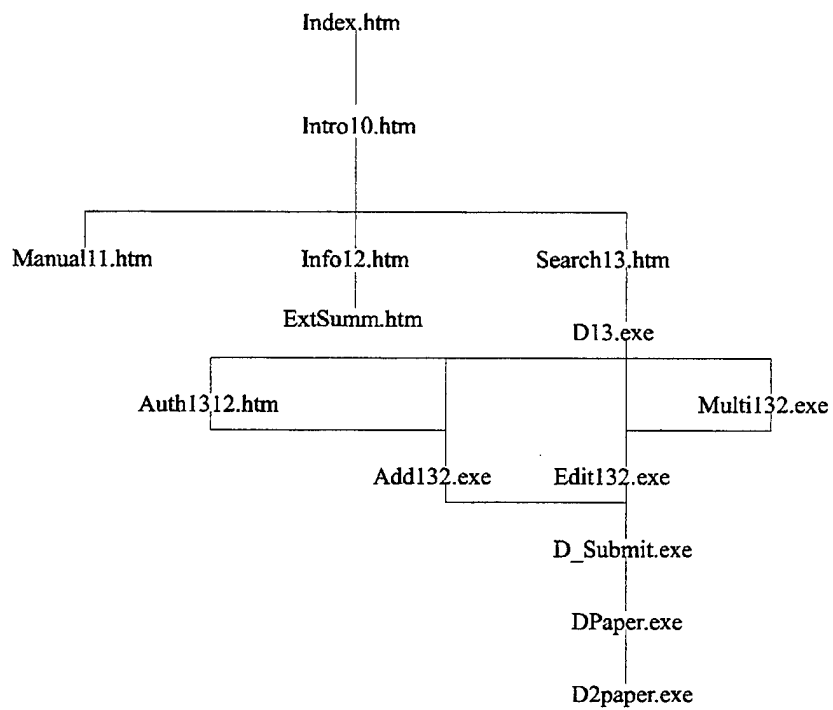 Index.htm
Intro10.htm
Manual11.htm
Info12.htm
Search13.htm
ExtSumm.htm
D13.exe
Auth1312.htm
Multi132.exe
Add132.exe
Edit132.exe
D_Submit.exe
DPaper.exe
D2paper.exe